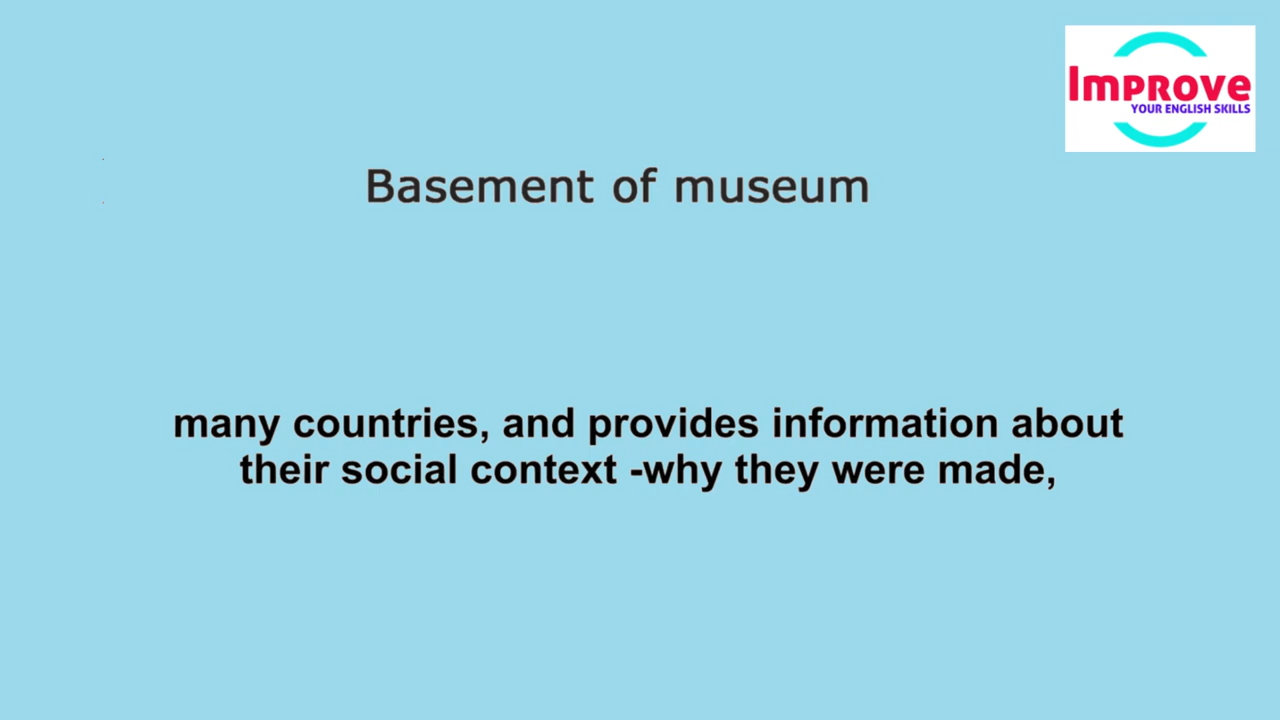 Improve
YOUR ENGLISH SKILLS
Basement of museum
many countries, and provides information about
their social context -why they were made,